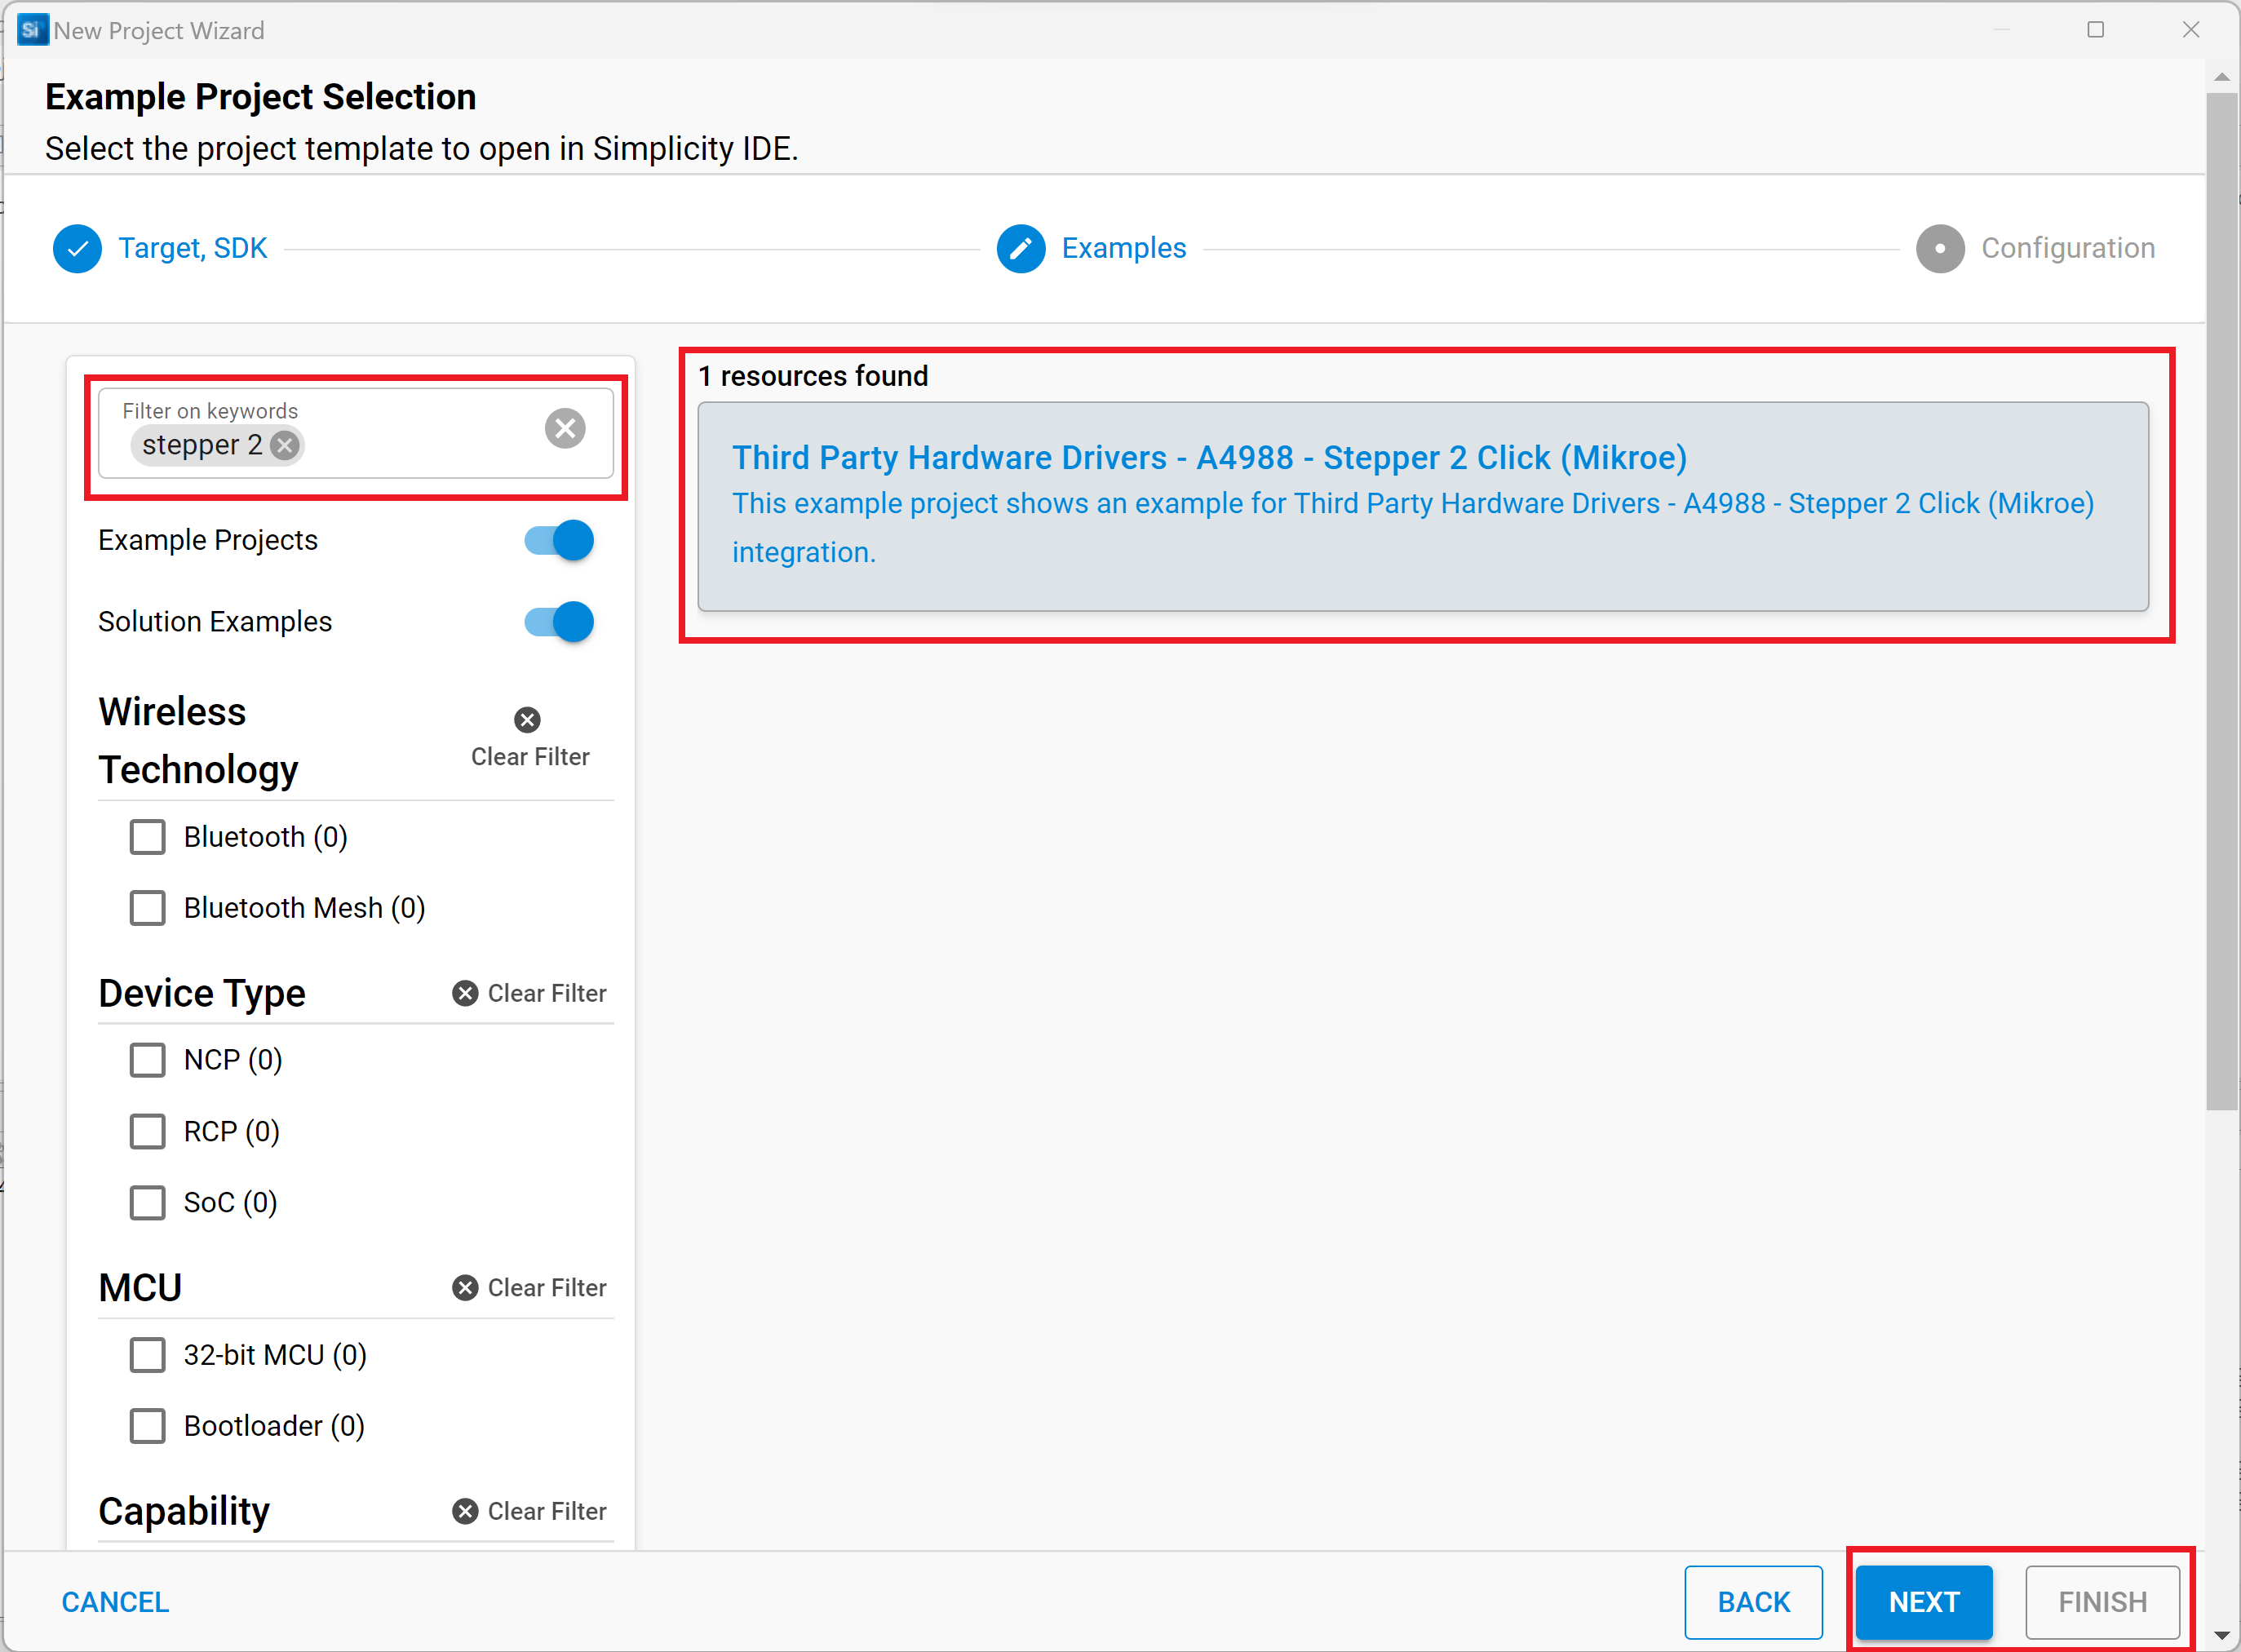 Si New Project Wizard
Example Project Selection
Select the project template to open in Simplicity IDE.
Target, SDK
Examples
Configuration
Filter on keywords
stepper 2
Example Projects
Solution Examples
Wireless
Technology
Clear Filter
Bluetooth (0)
Bluetooth Mesh (0)
Device Type
Clear Filter
NCP (0)
RCP (0)
SoC (0)
MCU
Clear Filter
32-bit MCU (0)
Bootloader (0)
Capability
Clear Filter
1 resources found
Third Party Hardware Drivers - A4988 - Stepper 2 Click (Mikroe)
This example project shows an example for Third Party Hardware Drivers - A4988 - Stepper 2 Click (Mikroe)
integration.
CANCEL
BACK
NEXT
FINISH